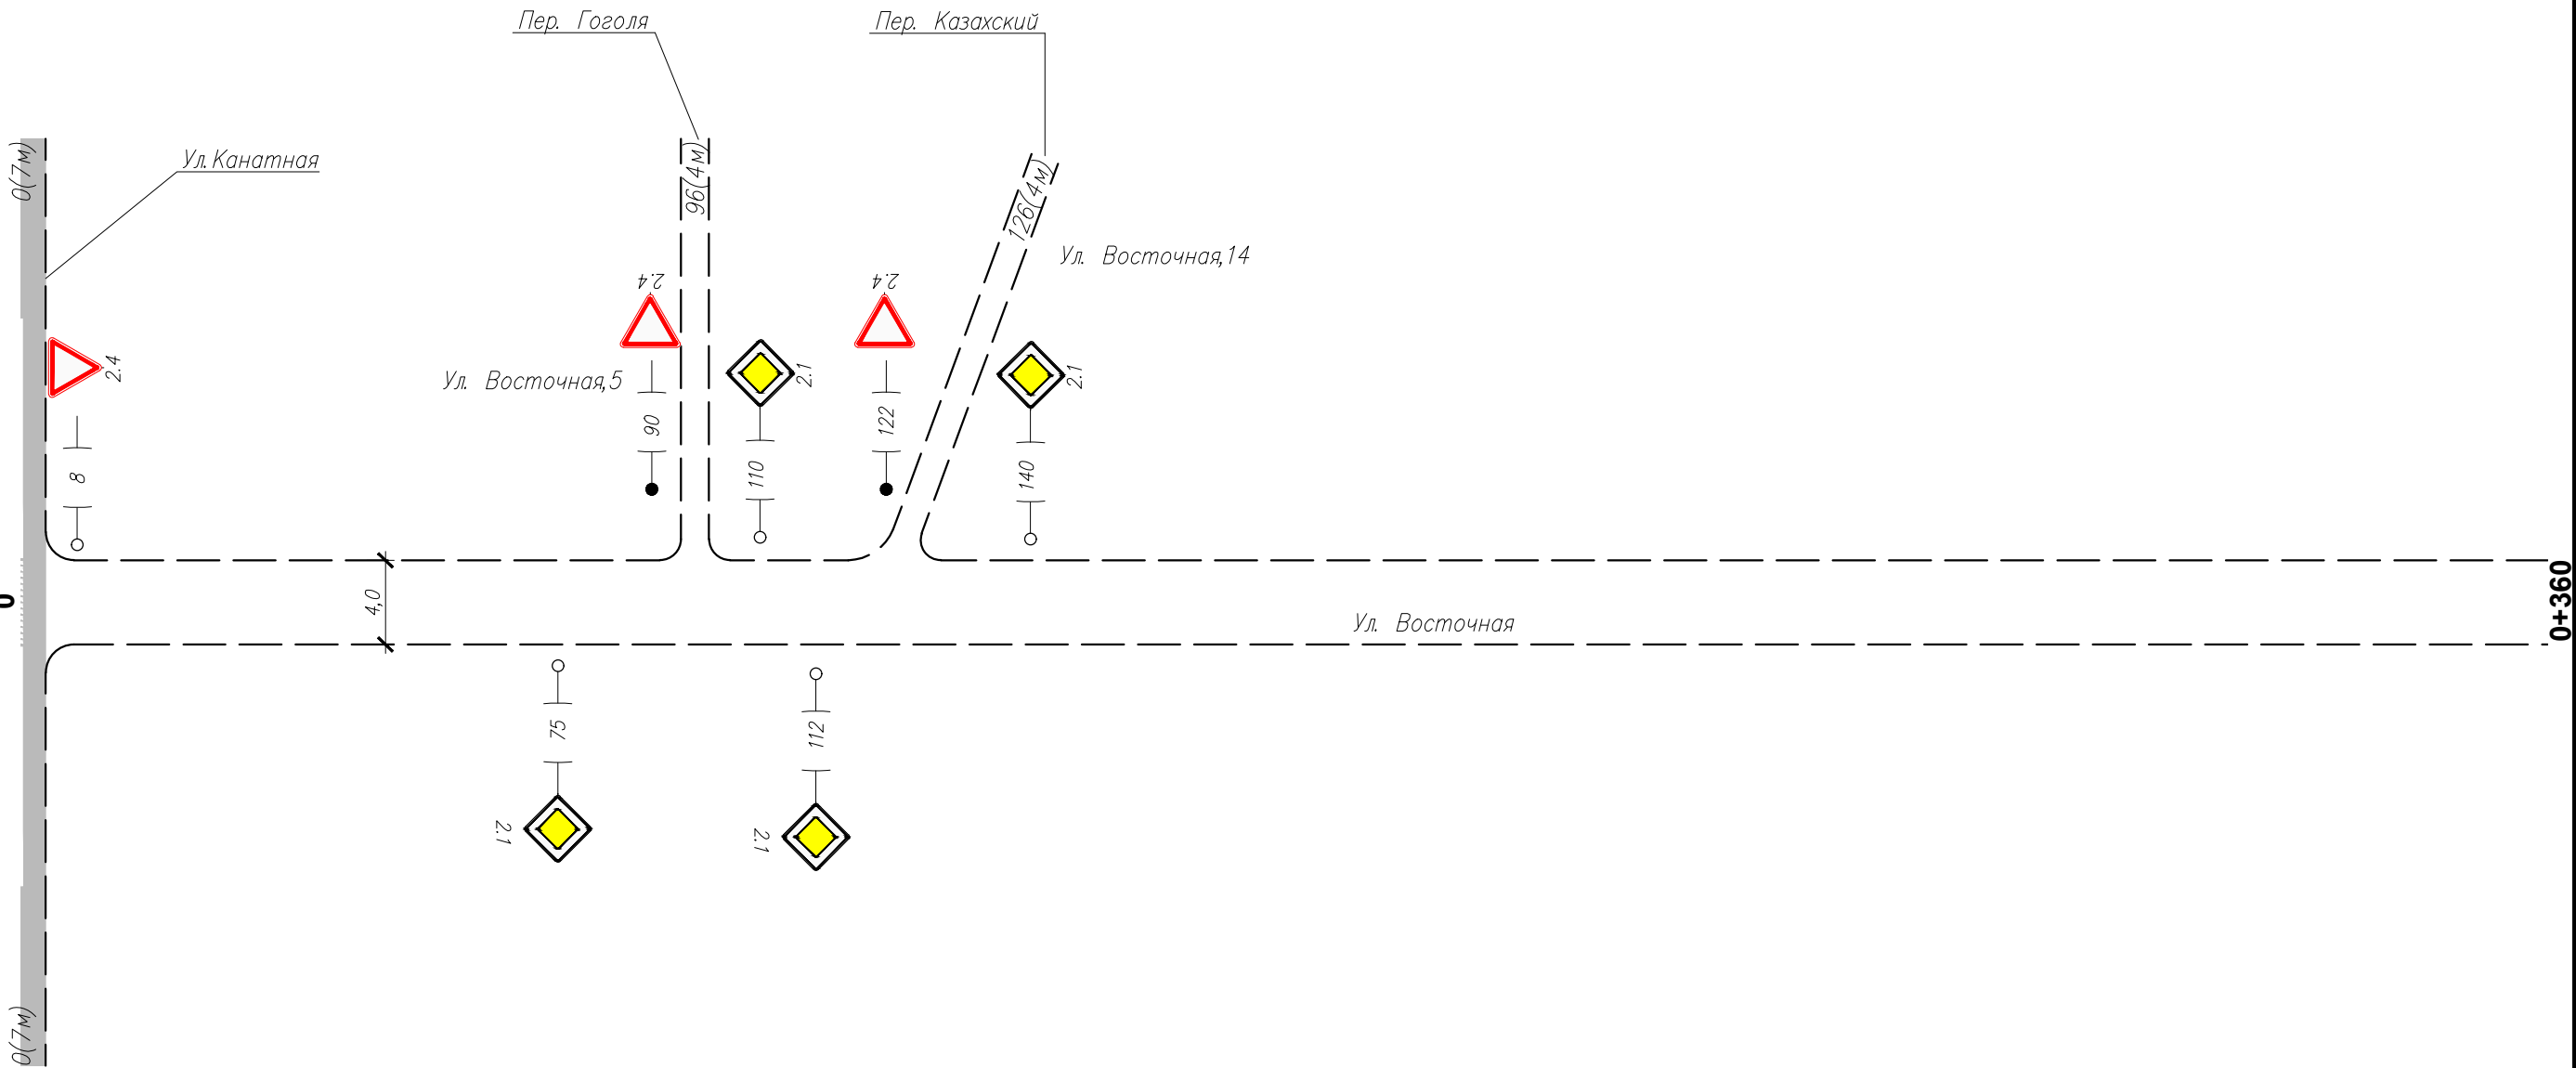 Пер. Гоголя
Пер. Казахский
0(7м)
Ул.Канатная
96(4м)
126(4м)
Ул. Восточная,14
2.4
2.4
2.4
Ул. Восточная,5
2.1
2.1
8
90
110
122
140
0
4,0
Ул. Восточная
0+360
75
112
2.1
2.1
0(7м)